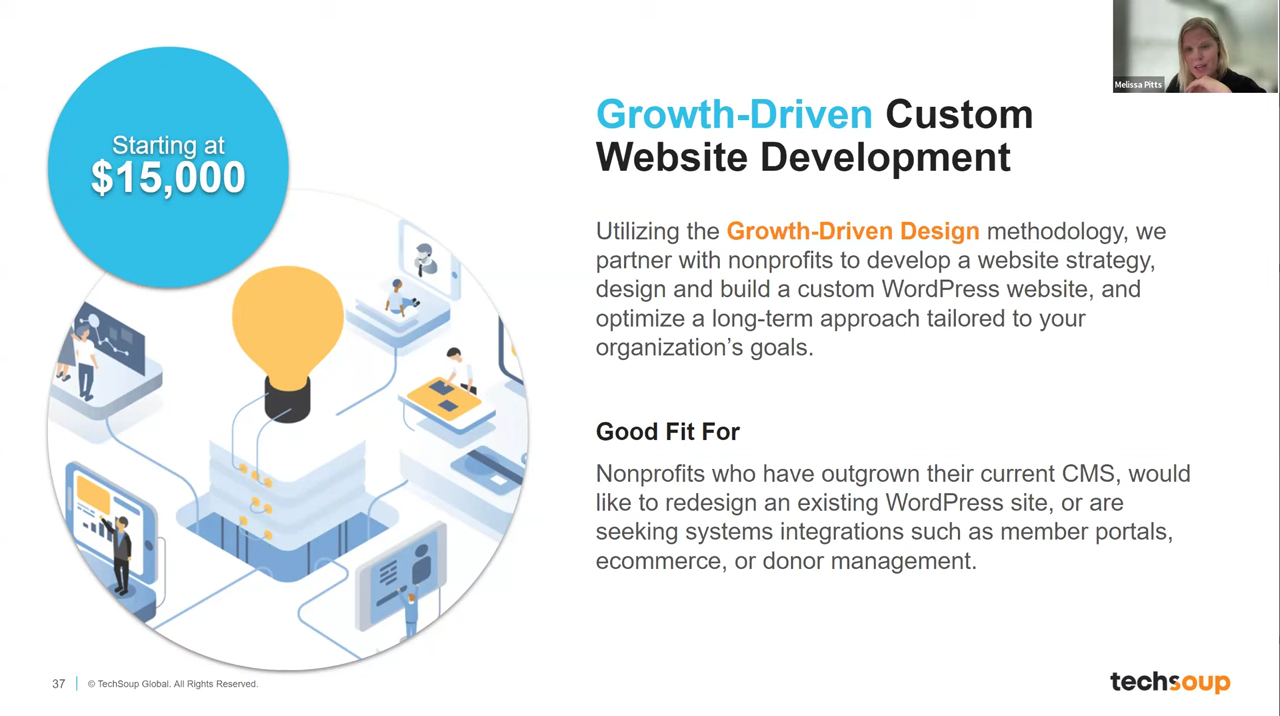 Melissa Pitts
Starting at
$15,000
Growth-Driven Custom
Website Development
Utilizing the Growth-Driven Design methodology, we
partner with nonprofits to develop a website strategy,
design and build a custom WordPress website, and
optimize a long-term approach tailored to your
organization's goals.
Good Fit For
Nonprofits who have outgrown their current CMS, would
like to redesign an existing WordPress site, or are
seeking systems integrations such as member portals,
ecommerce, or donor management.
37
© TechSoup Global. All Rights Reserved.
techsoup